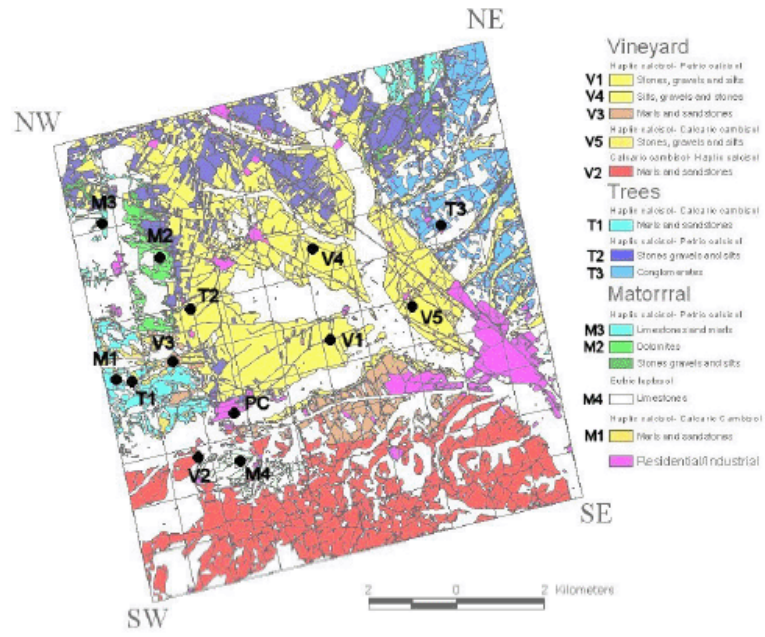 NE
NW
SE
SW
M3
M2
T3
V4
T2
V5
V3
V1
M1
T1
PC
V2
M4
2 0 2 Kilometers
Vineyard
Haplic calcisol- Petric calcisol
V1 Stones, gravels and silts
V4 Silts, gravels and stones
V3 Marls and sandstones
Haplic calcisol- Calcaric cambisol
V5 Stones, gravels and silts
Calcaric cambisol- Haplic calcisol
V2 Marls and sandstones
Trees
Haplic calcisol- Calcaric cambisol
T1 Marls and sandstones
Haplic calcisol- Petric calcisol
T2 Stones gravels and silts
T3 Conglomerates
Matorrral
Haplic calcisol- Petric calcisol
M3 Limestones and marls
M2 Dolomites
Stones gravels and silts
Eutric leptosol
M4 Limestones
Haplic calcisol- Calcaric Cambisol
M1 Marls and sandstones
Residential/Industrial